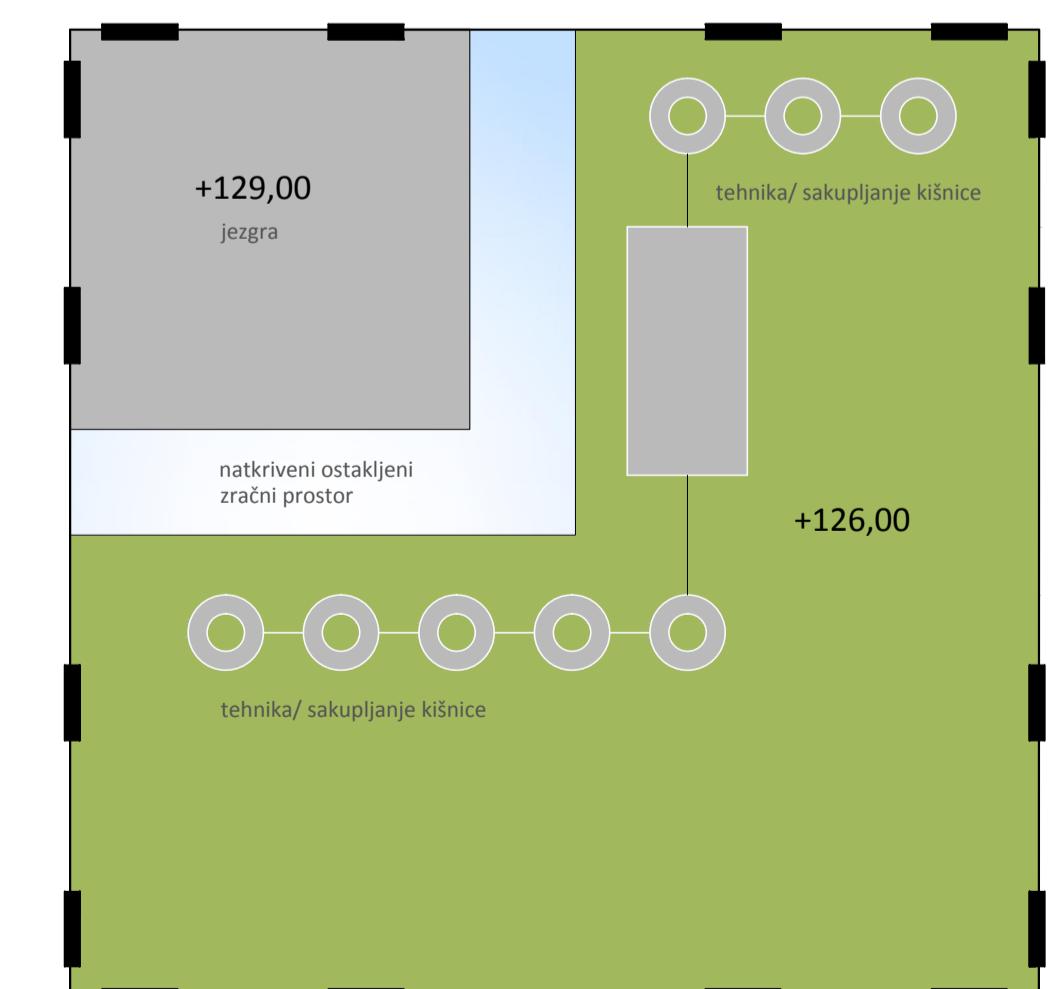 +129,00
jezgra
tehnika/ sakupljanje kišnice
natkriveni ostakljeni
zračni prostor
+126,00
tehnika/ sakupljanje kišnice